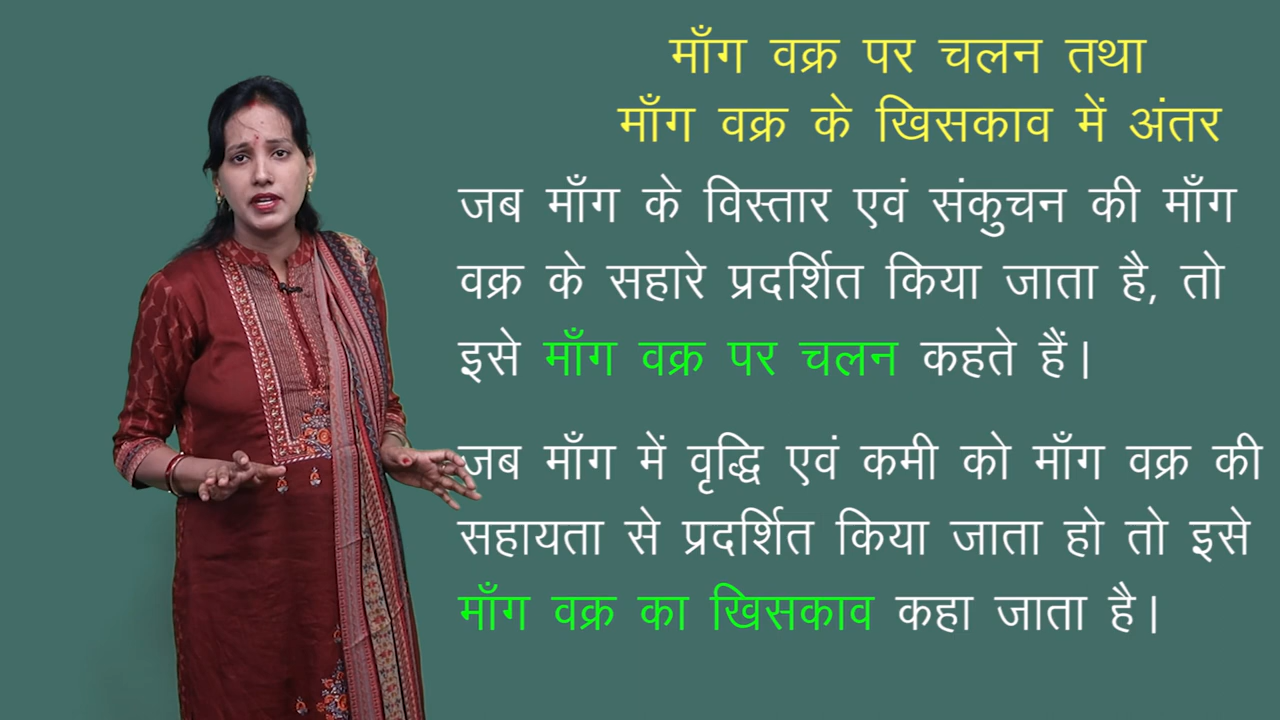 माँग वक्र पर चलन तथा
माँग वक्र के खिसकाव में अंतर
जब माँग के विस्तार एवं संकुचन की माँग
वक्र के सहारे प्रदर्शित किया जाता है, तो
इसे माँग वक्र पर चलन कहते हैं।
जब माँग में वृद्धि एवं कमी को माँग वक्र की
सहायता से प्रदर्शित किया जाता हो तो इसे
माँग वक्र का खिसकाव कहा जाता है।